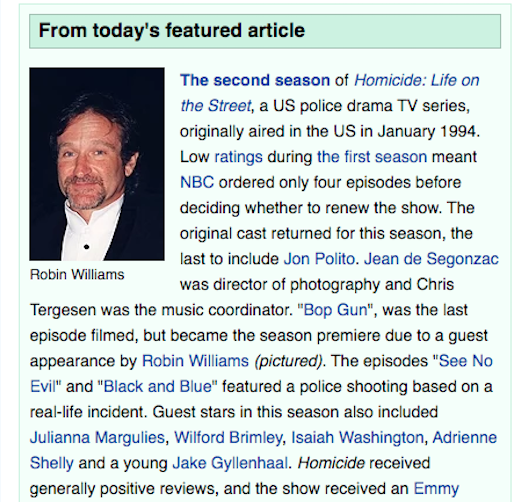 From today's featured article
The second season of Homicide: Life on
the Street, a US police drama TV series,
originally aired in the US in January 1994.
Low ratings during the first season meant
NBC ordered only four episodes before
deciding whether to renew the show. The
original cast returned for this season, the
last to include Jon Polito. Jean de Segonzac
was director of photography and Chris
Robin Williams
Tergesen was the music coordinator. "Bop Gun", was the last
episode filmed, but became the season premiere due to a guest
appearance by Robin Williams (pictured). The episodes "See No
Evil" and "Black and Blue" featured a police shooting based on a
real-life incident. Guest stars in this season also included
Julianna Margulies, Wilford Brimley, Isaiah Washington, Adrienne
Shelly and a young Jake Gyllenhaal. Homicide received
generally positive reviews, and the show received an Emmy